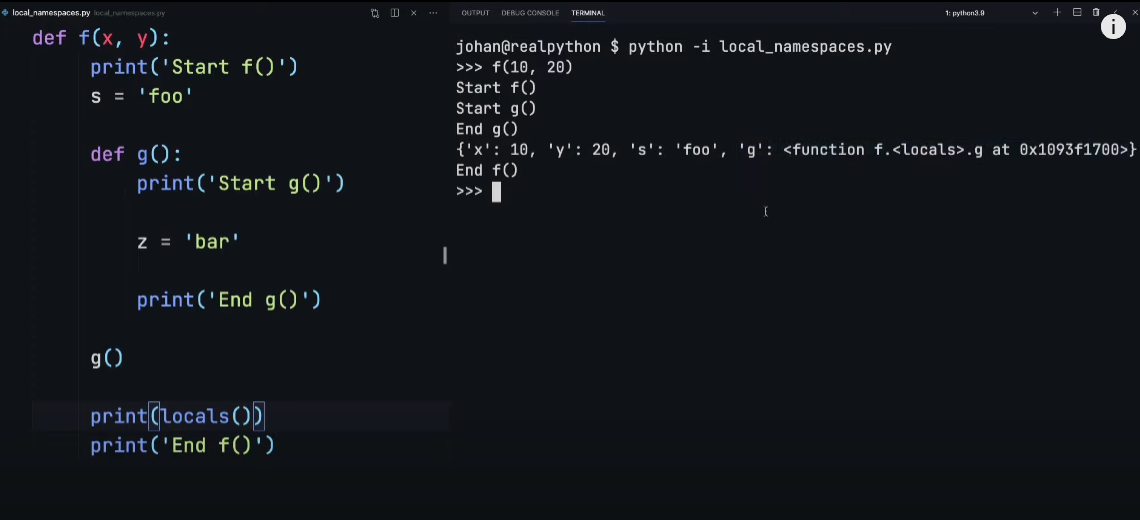 local_namespaces.py local_namespaces.py
def f(x, y):
print('Start f()')
s = 'foo'
def g():
print('Start g()')
z = 'bar'
print('End g()')
g()
print(locals())
print('End f()')
OUTPUT DEBUG CONSOLE TERMINAL 1: python3.9
johan@realpython $ python -i local_namespaces.py
>>> f(10, 20)
Start f()
Start g()
End g()
{'x': 10, 'y': 20, 's': 'foo', 'g': <function f.<locals>.g at 0x1093f1700>}
End f()
>>>